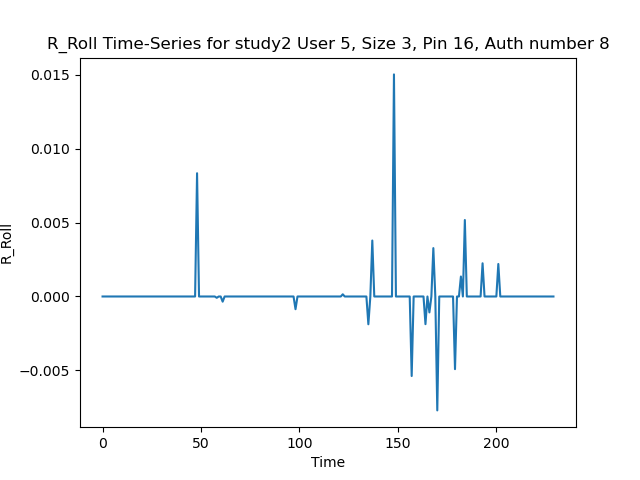 R_Roll Time-Series for study2 User 5, Size 3, Pin 16, Auth number 8
0.015
0.010
0.005
0.000
−0.005
R_Roll
0 50 100 150 200
Time